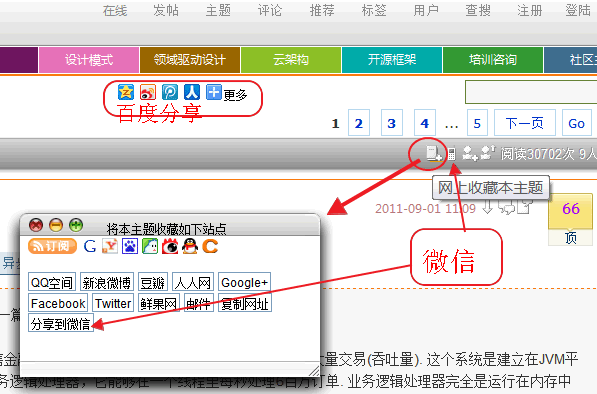 在线 发帖 主题 评论 推荐 标签 用户 查搜 注册 登陆
设计模式 领域驱动设计 云架构 开源框架 培训咨询 社区
更多
百度分享
1 2 3 4 ... 5 下一页 Go
阅读30702次 9人
网上收藏本主题
2011-09-01 11:09
66
顶
微信
将本主题收藏如下站点
订阅
QQ空间 新浪微博 豆瓣 人人网 Google+
Facebook Twitter 鲜果网 邮件 复制网址
分享到微信
一篇
量交易(吞吐量). 这个系统是建立在JVM平
务逻辑处理器，它能够在一个线程里每秒处理6百万订单. 业务逻辑处理器完全是运行在内存中